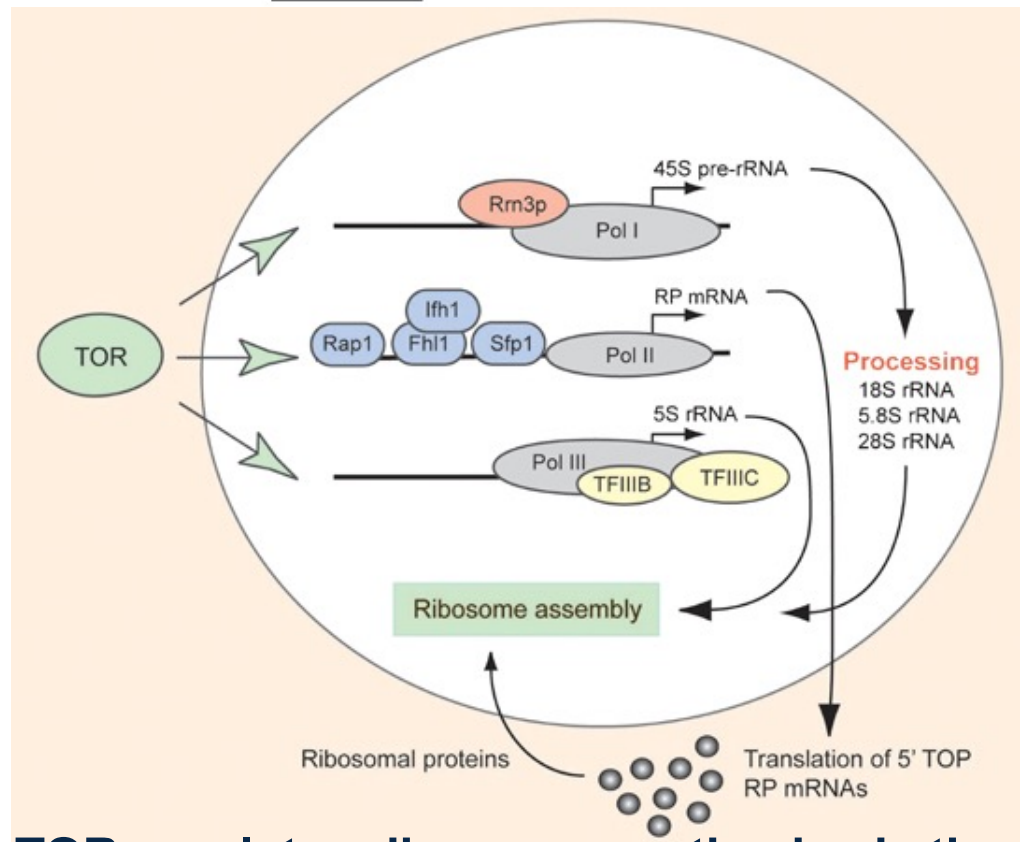 45S pre-rRNA
Rrn3p
Pol I
RP mRNA
Ifh1
Rap1
Fhl1
Sfp1
Pol II
TOR
Processing
18S rRNA
5.8S rRNA
28S rRNA
5S rRNA
Pol III
TFIIIB
TFIIIC
Ribosome assembly
Ribosomal proteins
Translation of 5' TOP
RP mRNAs